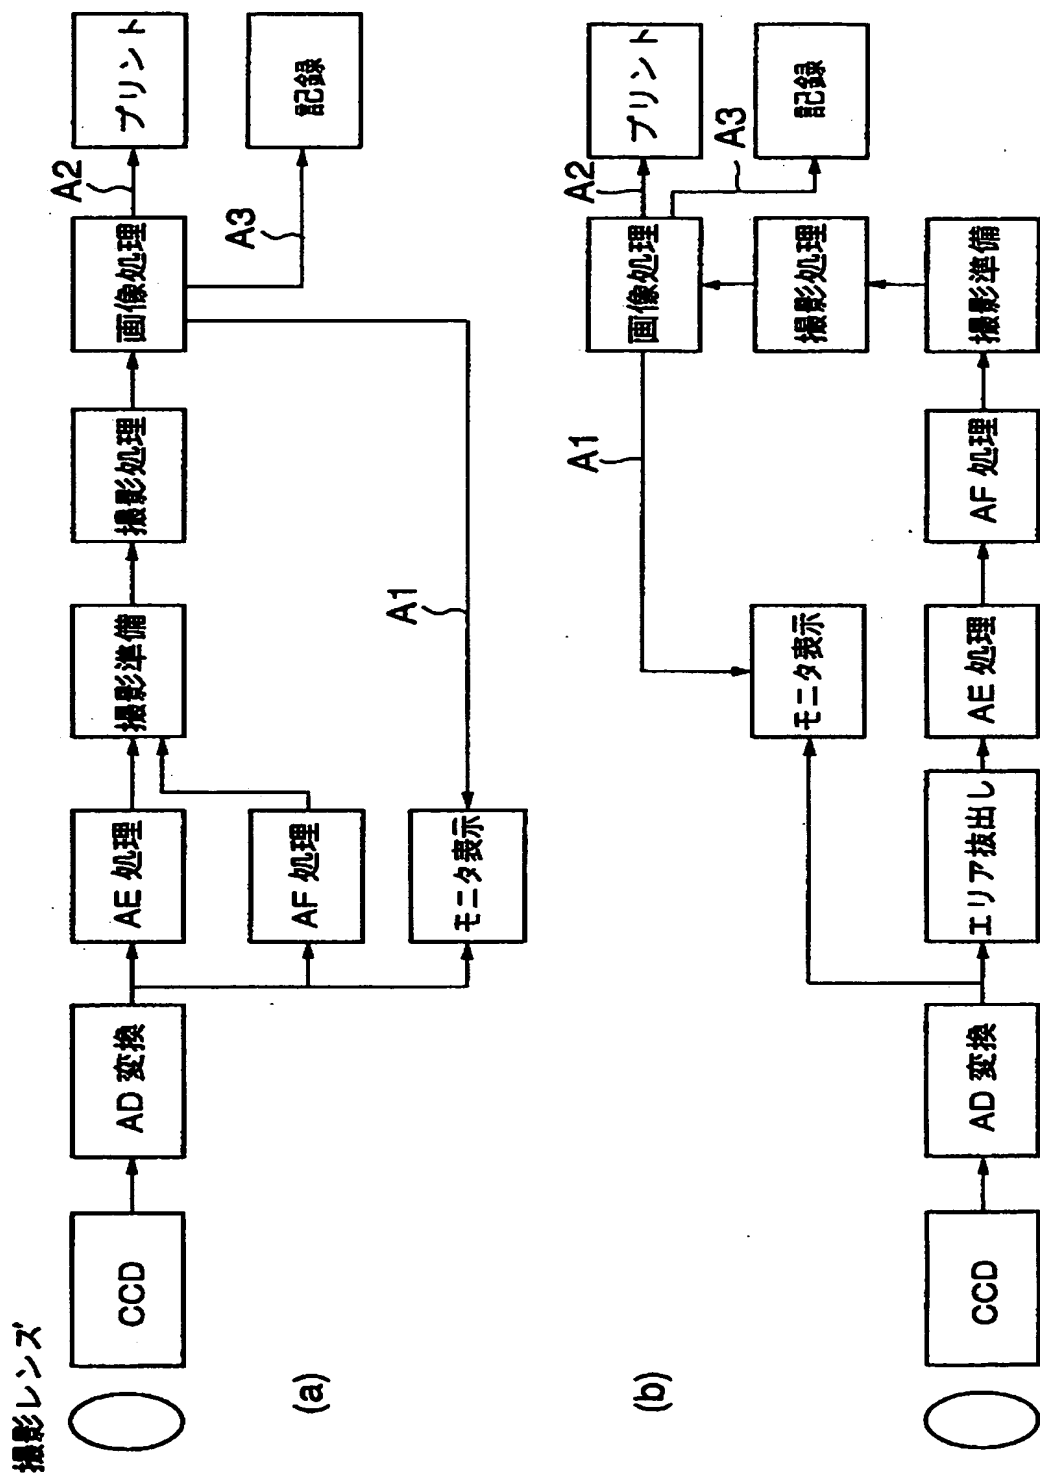 撮影レンズ
CCD
AD 変換
AE 処理
AF 処理
モニタ表示
撮影準備
撮影処理
画像処理
A1
A2
A3
プリント
記録
(a)
CCD
AD 変換
エリア抜出し
AE 処理
AF 処理
撮影準備
撮影処理
画像処理
モニタ表示
A1
A2
A3
プリント
記録
(b)